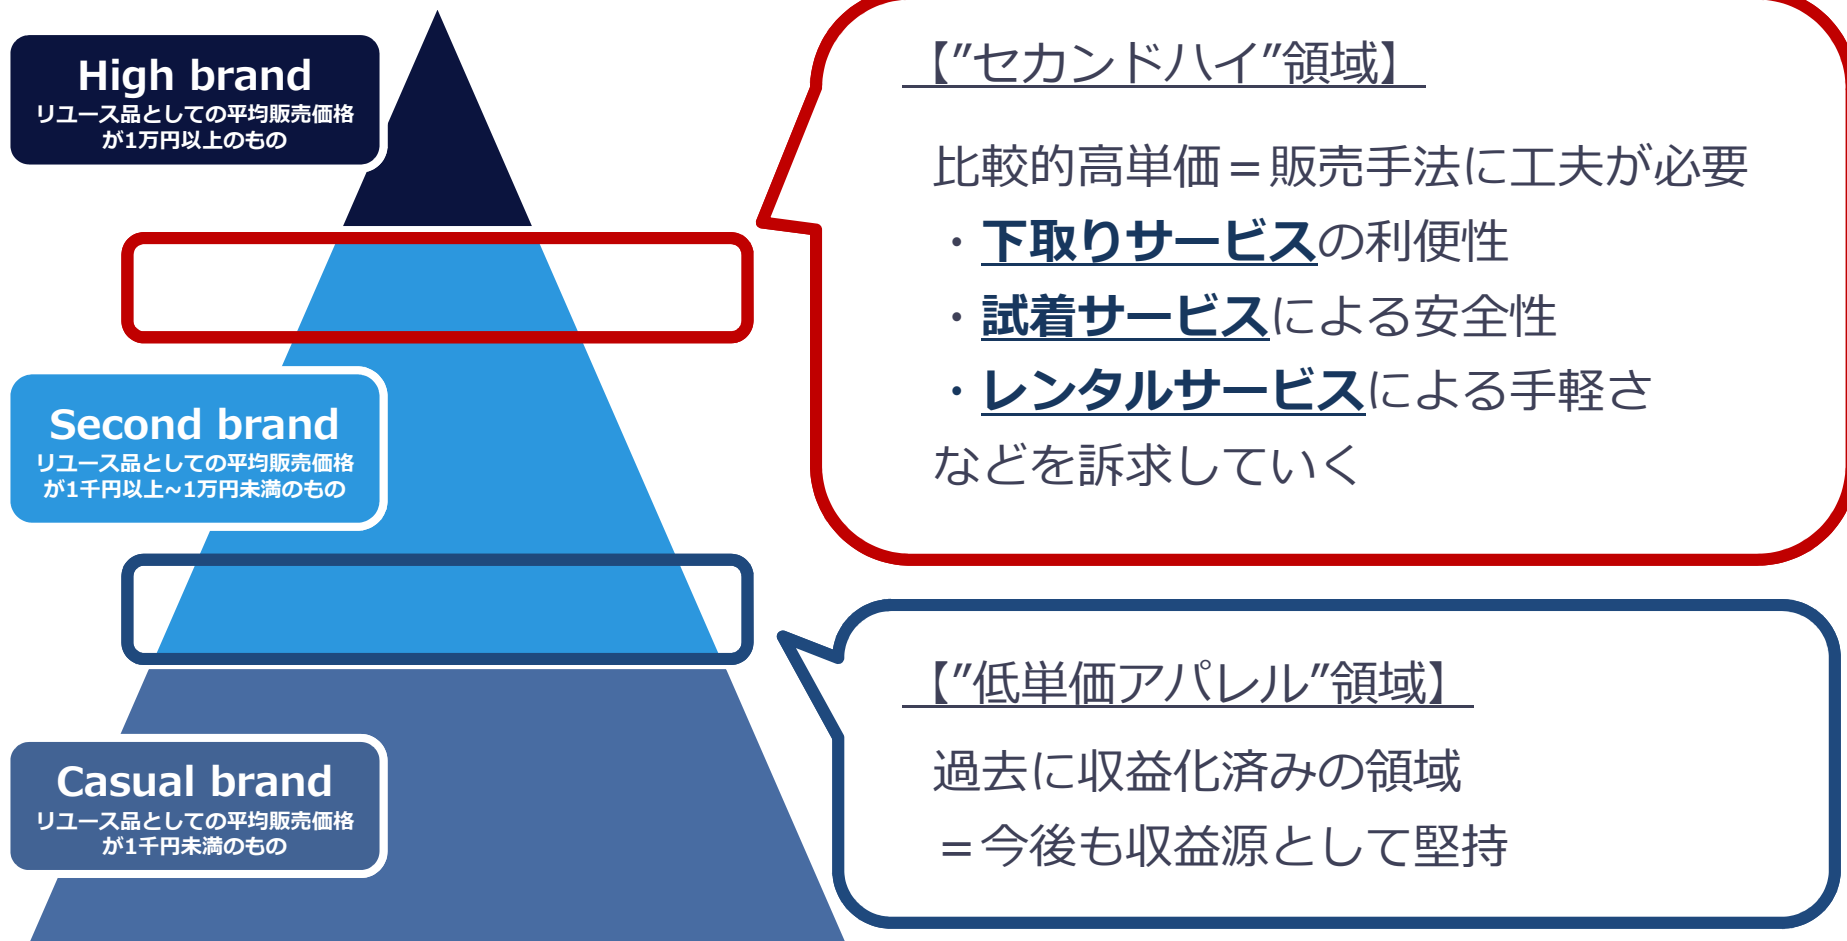 High brand
リユース品としての平均販売価格
が1万円以上のもの
Second brand
リユース品としての平均販売価格
が1千円以上~1万円未満のもの
Casual brand
リユース品としての平均販売価格
が1千円未満のもの
【”セカンドハイ”領域】
比較的高単価＝販売手法に工夫が必要
・下取りサービスの利便性
・試着サービスによる安全性
・レンタルサービスによる手軽さ
などを訴求していく
【”低単価アパレル”領域】
過去に収益化済みの領域
＝今後も収益源として堅持